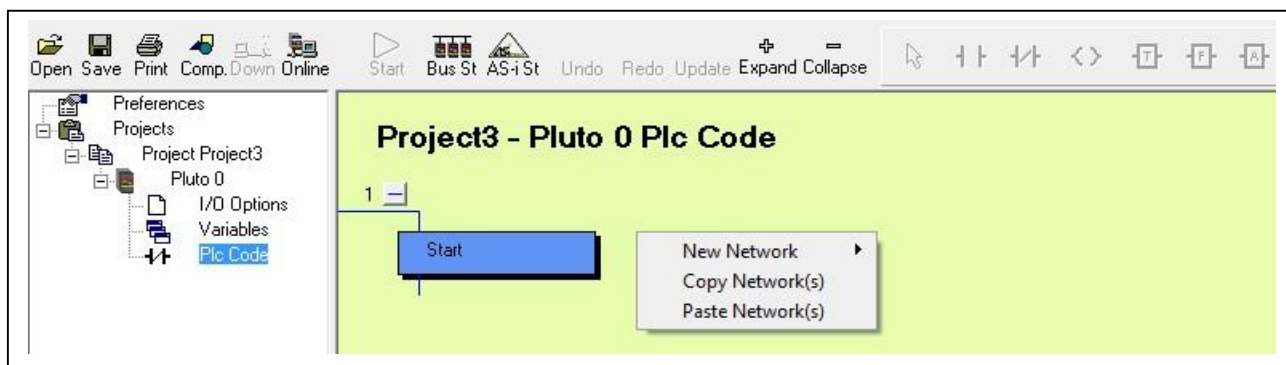 Open Save Print Comp. Down Online Start Bus St AS-i St Undo Redo Update Expand Collapse
Preferences
Projects
Project Project3
Pluto 0
I/O Options
Variables
Plc Code
Project3 - Pluto 0 Plc Code
1
Start
New Network
Copy Network(s)
Paste Network(s)